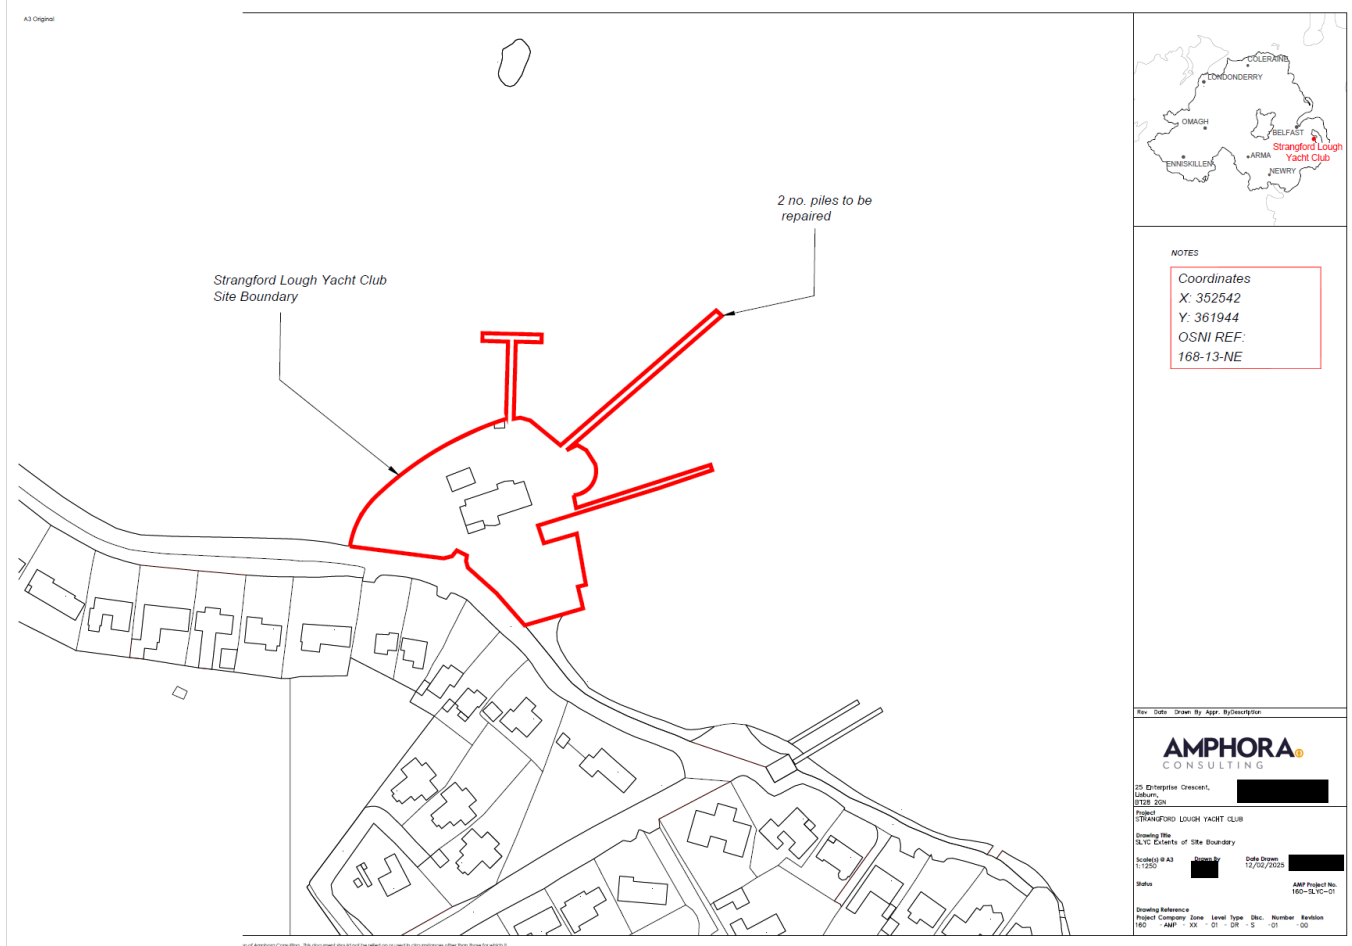 A3 Original
2 no. piles to be
repaired
Strangford Lough Yacht Club
Site Boundary
COLERAINE
LONDONDERRY
OMAGH
BELFAST
Strangford Lough
Yacht Club
ARMA
ENNISKILLEN
NEWRY
NOTES
Coordinates
X: 352542
Y: 361944
OSNI REF:
168-13-NE
Rev Date Drawn By Appr. By Description
AMPHORA
CONSULTING
25 Enterprise Crescent,
Lisburn,
BT28 2GN
Project
STRANGFORD LOUGH YACHT CLUB
Drawing Title
SLYC Extents of Site Boundary
Scale(s) @ A3 Drawn By Date Drawn
1:1250 12/02/2025
Status AMP Project No.
160-SLYC-01
Drawing Reference
Project Company Zone Level Type Disc. Number Revision
160 - AMP - XX - 01 - DR - S -01 -00